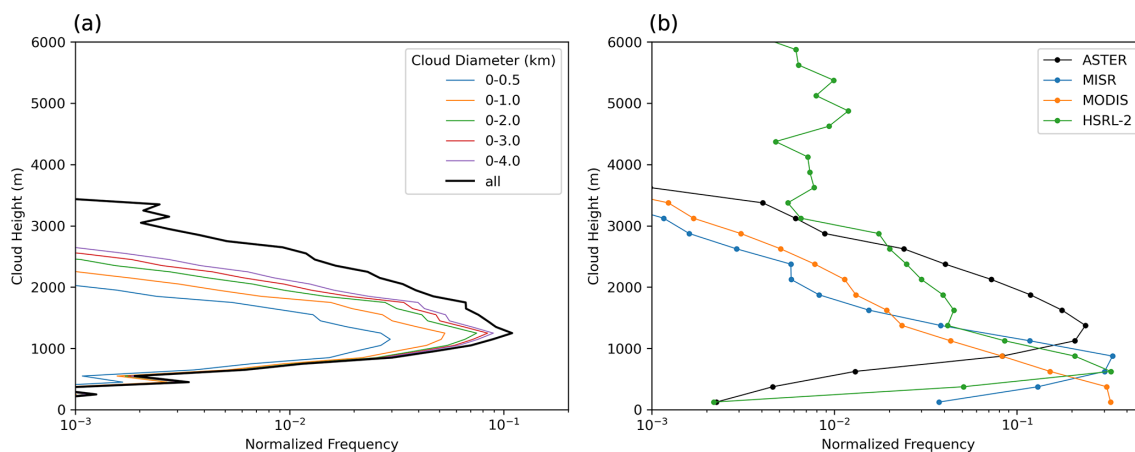 (a)
6000
5000
4000
3000
2000
1000
0
Cloud Height (m)
10⁻³
10⁻²
10⁻¹
Normalized Frequency
Cloud Diameter (km)
0-0.5
0-1.0
0-2.0
0-3.0
0-4.0
all
(b)
6000
5000
4000
3000
2000
1000
0
Cloud Height (m)
10⁻³
10⁻²
10⁻¹
Normalized Frequency
ASTER
MISR
MODIS
HSRL-2